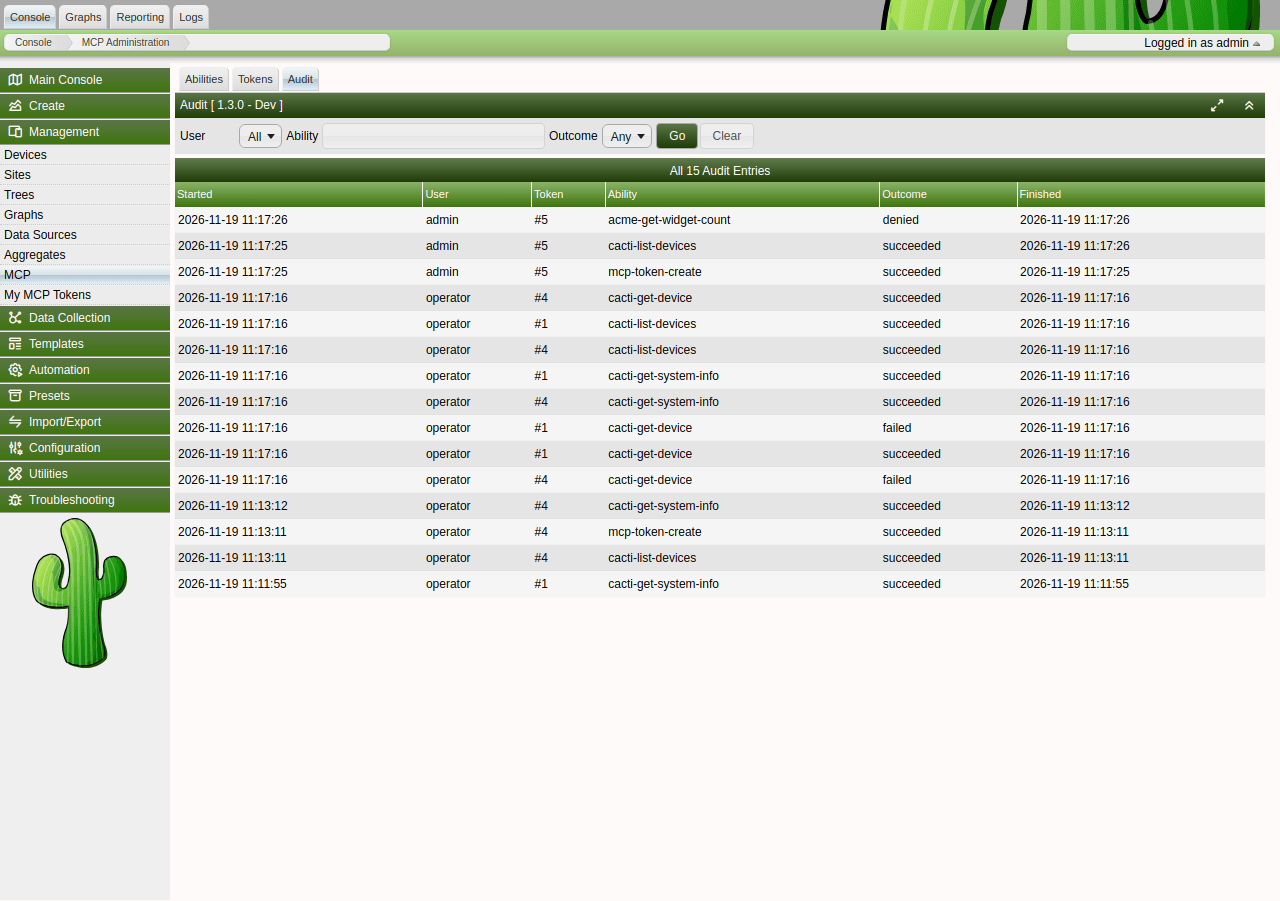 Console Graphs Reporting Logs
Console MCP Administration Logged in as admin
Main Console
Create
Management
Devices
Sites
Trees
Graphs
Data Sources
Aggregates
MCP
My MCP Tokens
Data Collection
Templates
Automation
Presets
Import/Export
Configuration
Utilities
Troubleshooting
Abilities Tokens Audit
Audit [ 1.3.0 - Dev ]
User All Ability Outcome Any Go Clear
All 15 Audit Entries
Started User Token Ability Outcome Finished
2026-11-19 11:17:26 admin #5 acme-get-widget-count denied 2026-11-19 11:17:26
2026-11-19 11:17:25 admin #5 cacti-list-devices succeeded 2026-11-19 11:17:26
2026-11-19 11:17:25 admin #5 mcp-token-create succeeded 2026-11-19 11:17:25
2026-11-19 11:17:16 operator #4 cacti-get-device succeeded 2026-11-19 11:17:16
2026-11-19 11:17:16 operator #1 cacti-list-devices succeeded 2026-11-19 11:17:16
2026-11-19 11:17:16 operator #4 cacti-list-devices succeeded 2026-11-19 11:17:16
2026-11-19 11:17:16 operator #1 cacti-get-system-info succeeded 2026-11-19 11:17:16
2026-11-19 11:17:16 operator #4 cacti-get-system-info succeeded 2026-11-19 11:17:16
2026-11-19 11:17:16 operator #1 cacti-get-device failed 2026-11-19 11:17:16
2026-11-19 11:17:16 operator #1 cacti-get-device succeeded 2026-11-19 11:17:16
2026-11-19 11:17:16 operator #4 cacti-get-device failed 2026-11-19 11:17:16
2026-11-19 11:13:12 operator #4 cacti-get-system-info succeeded 2026-11-19 11:13:12
2026-11-19 11:13:11 operator #4 mcp-token-create succeeded 2026-11-19 11:13:11
2026-11-19 11:13:11 operator #4 cacti-list-devices succeeded 2026-11-19 11:13:11
2026-11-19 11:11:55 operator #1 cacti-get-system-info succeeded 2026-11-19 11:11:55